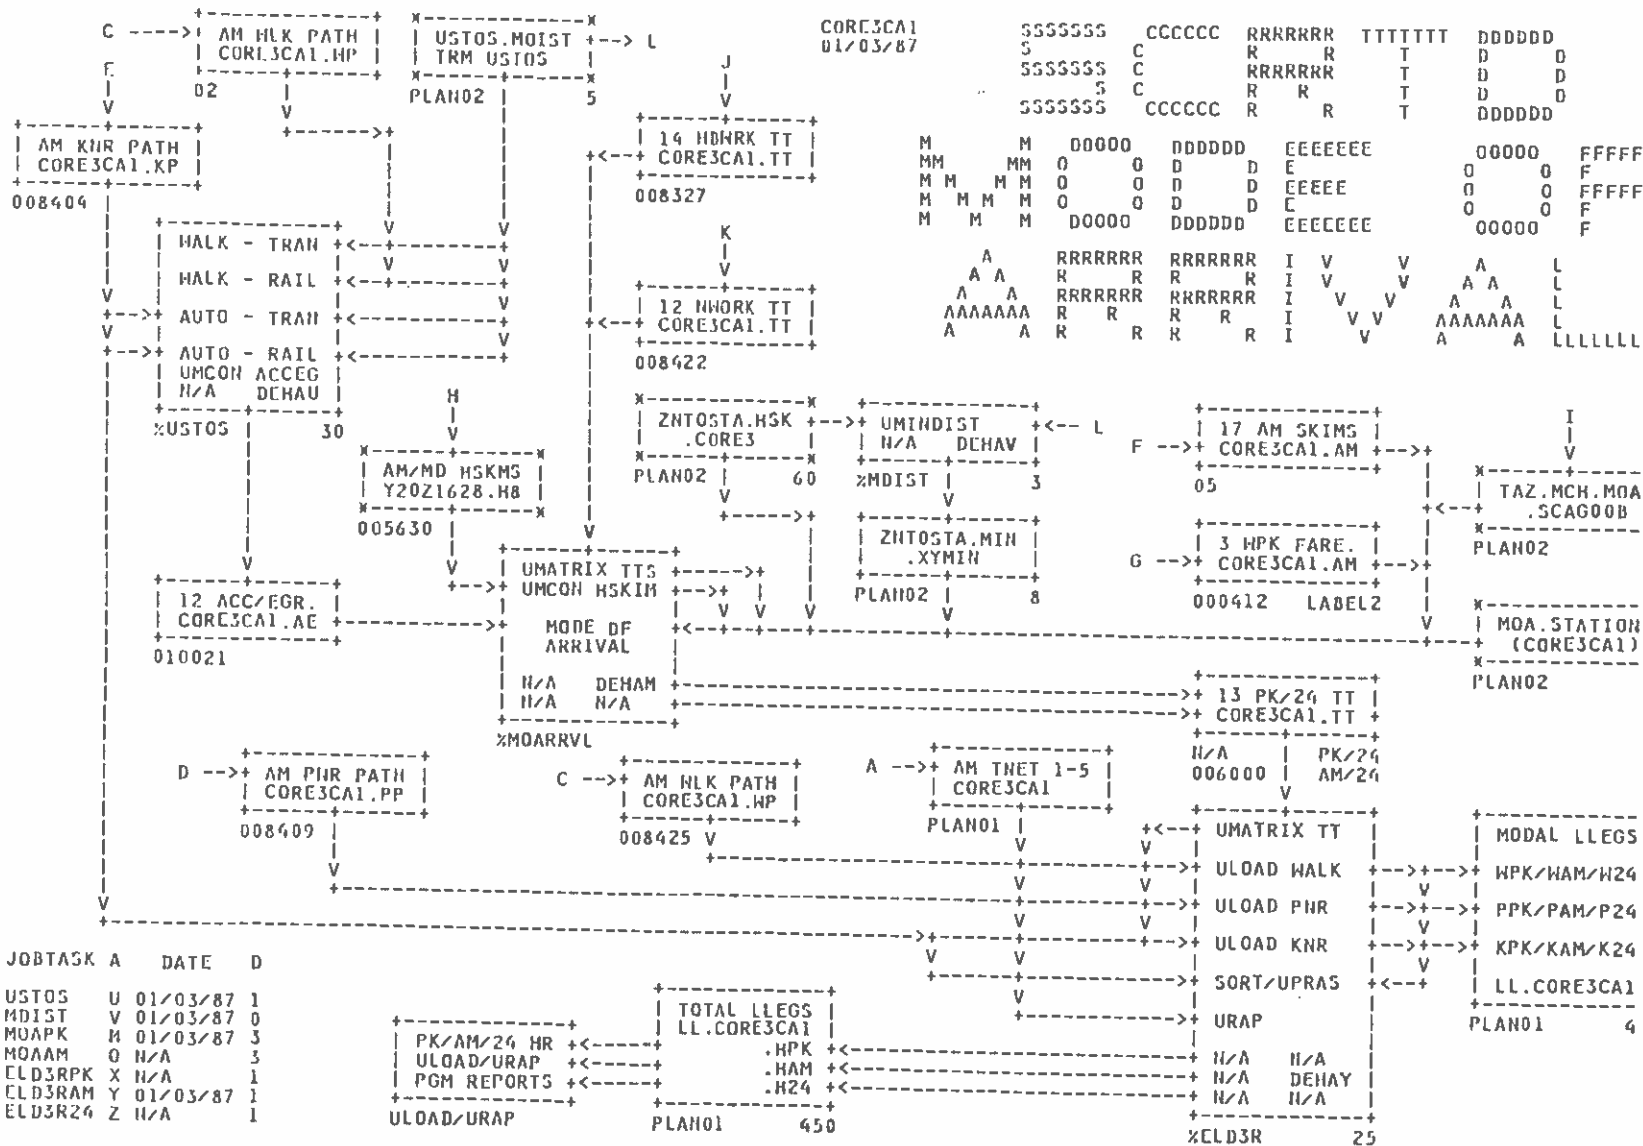 CORE3CA1
01/03/87
SCRTD
MODE OF
ARRIVAL
C
AM WLK PATH
CORE3CA1.WP
02
USTOS.MOIST
TRM USTOS
L
PLAN02 5
E
AM KNR PATH
CORE3CA1.KP
008404
J
14 HBWRK TT
CORE3CA1.TT
008327
K
12 NWORK TT
CORE3CA1.TT
008422
WALK - TRAN
WALK - RAIL
AUTO - TRAN
AUTO - RAIL
UMCON ACCEG
N/A DEHAU
%USTOS 30
H
AM/MD HSKMS
Y20Z1628.H8
005630
ZNTOSTA.HSK
.CORE3
PLAN02 60
UMINDIST
N/A DEHAV
%MDIST 3
L
F
17 AM SKIMS
CORE3CA1.AM
05
I
TAZ.MCH.MOA
.SCAG00B
PLAN02
ZNTOSTA.MIN
.XYMIN
PLAN02 8
G
3 HPK FARE.
CORE3CA1.AM
000412 LABEL2
MOA.STATION
(CORE3CA1)
PLAN02
12 ACC/EGR.
CORE3CA1.AE
010021
UMATRIX TTS
UMCON HSKIM
MODE OF
ARRIVAL
N/A DEHAM
N/A N/A
%MOARRVL
13 PK/24 TT
CORE3CA1.TT
N/A PK/24
006000 AM/24
D
AM PNR PATH
CORE3CA1.PP
008409
C
AM WLK PATH
CORE3CA1.WP
008425
A
AM TNET 1-5
CORE3CA1
PLAN01
UMATRIX TT
ULOAD WALK
ULOAD PNR
ULOAD KNR
SORT/UPRAS
URAP
N/A N/A
N/A DEHAY
N/A N/A
%ELD3R 25
MODAL LLEGS
WPK/WAM/W24
PPK/PAM/P24
KPK/KAM/K24
LL.CORE3CA1
PLAN01 4
JOBTASK A DATE D
USTOS U 01/03/87 1
MDIST V 01/03/87 0
MOAPK M 01/03/87 3
MOAAM O N/A 3
ELD3RPK X N/A 1
ELD3RAM Y 01/03/87 1
ELD3R24 Z N/A 1
PK/AM/24 HR
ULOAD/URAP
PGM REPORTS
ULOAD/URAP
TOTAL LLEGS
LL.CORE3CA1
.HPK
.HAM
.H24
PLAN01 450